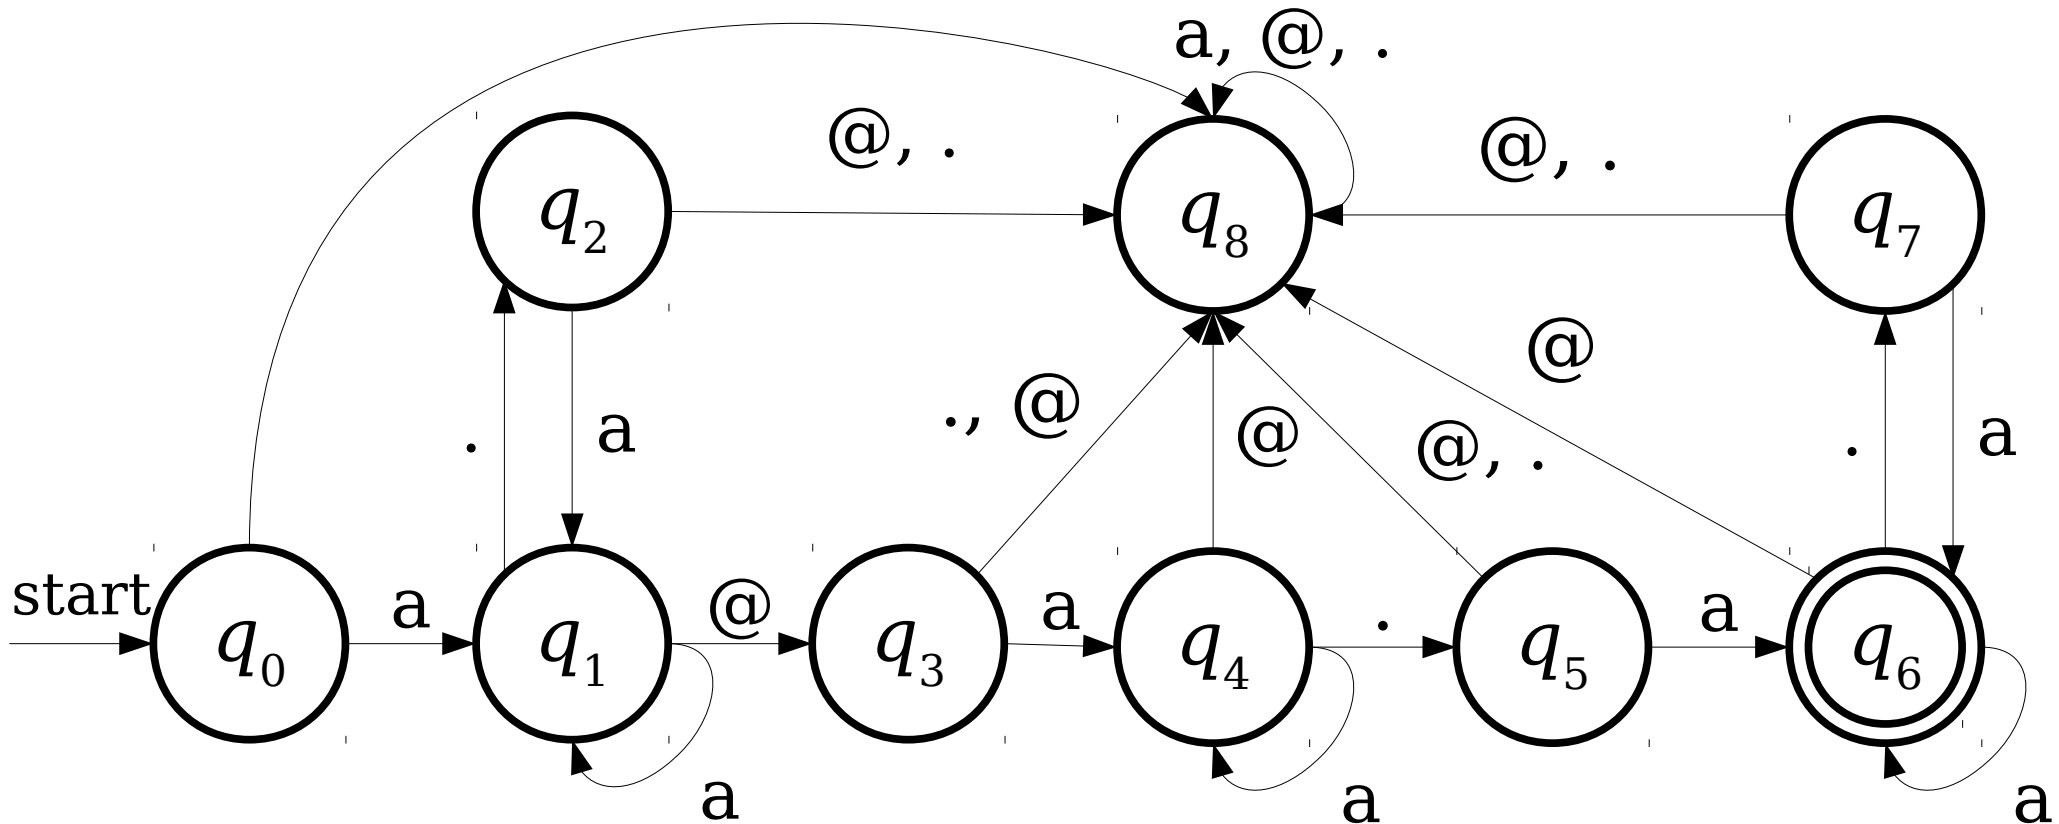 a, @, .
@, .
@, .
q2
q8
q7
@
., @
@
@, .
.
a
.
a
start
a
@
a
.
a
q0
q1
q3
q4
q5
q6
a
a
a